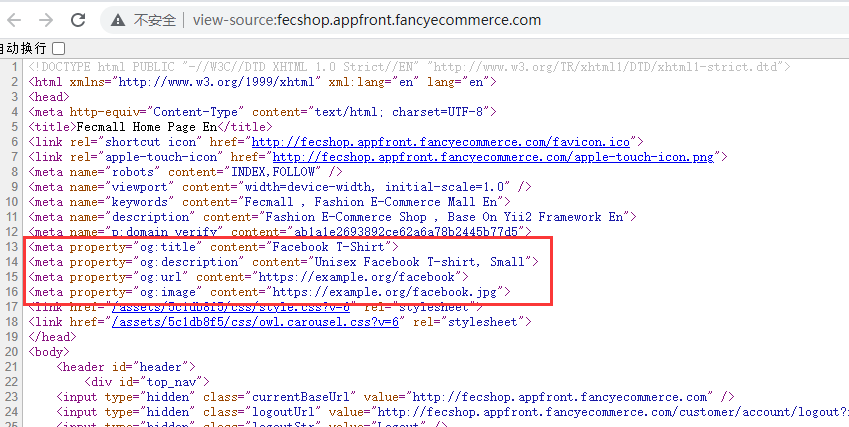 不安全 | view-source:fecshop.appfront.fancyecommerce.com
自动换行
1 <!DOCTYPE html PUBLIC "-//W3C//DTD XHTML 1.0 Strict//EN" "http://www.w3.org/TR/xhtml1/DTD/xhtml1-strict.dtd">
2 <html xmlns="http://www.w3.org/1999/xhtml" xml:lang="en" lang="en">
3 <head>
4 <meta http-equiv="Content-Type" content="text/html; charset=UTF-8">
5 <title>Fecmall Home Page En</title>
6 <link rel="shortcut icon" href="http://fecshop.appfront.fancyecommerce.com/favicon.ico">
7 <link rel="apple-touch-icon" href="http://fecshop.appfront.fancyecommerce.com/apple-touch-icon.png">
8 <meta name="robots" content="INDEX,FOLLOW" />
9 <meta name="viewport" content="width=device-width, initial-scale=1.0" />
10 <meta name="keywords" content="Fecmall , Fashion E-Commerce Mall En">
11 <meta name="description" content="Fashion E-Commerce Shop , Base On Yii2 Framework En">
12 <meta name="p:domain_verify" content="ab1a1e2693892ce62a6a78b2445b77d5">
13 <meta property="og:title" content="Facebook T-Shirt">
14 <meta property="og:description" content="Unisex Facebook T-shirt, Small">
15 <meta property="og:url" content="https://example.org/facebook">
16 <meta property="og:image" content="https://example.org/facebook.jpg">
17 <link href="/assets/5c1db8f5/css/style.css?v=6" rel="stylesheet">
18 <link href="/assets/5c1db8f5/css/owl.carousel.css?v=6" rel="stylesheet">
19 </head>
20 <body>
21 <header id="header">
22 <div id="top_nav">
23 <input type="hidden" class="currentBaseUrl" value="http://fecshop.appfront.fancyecommerce.com" />
24 <input type="hidden" class="logoutUrl" value="http://fecshop.appfront.fancyecommerce.com/customer/account/logout?
25 <input type="hidden" class="logoutStr" value="Logout" />